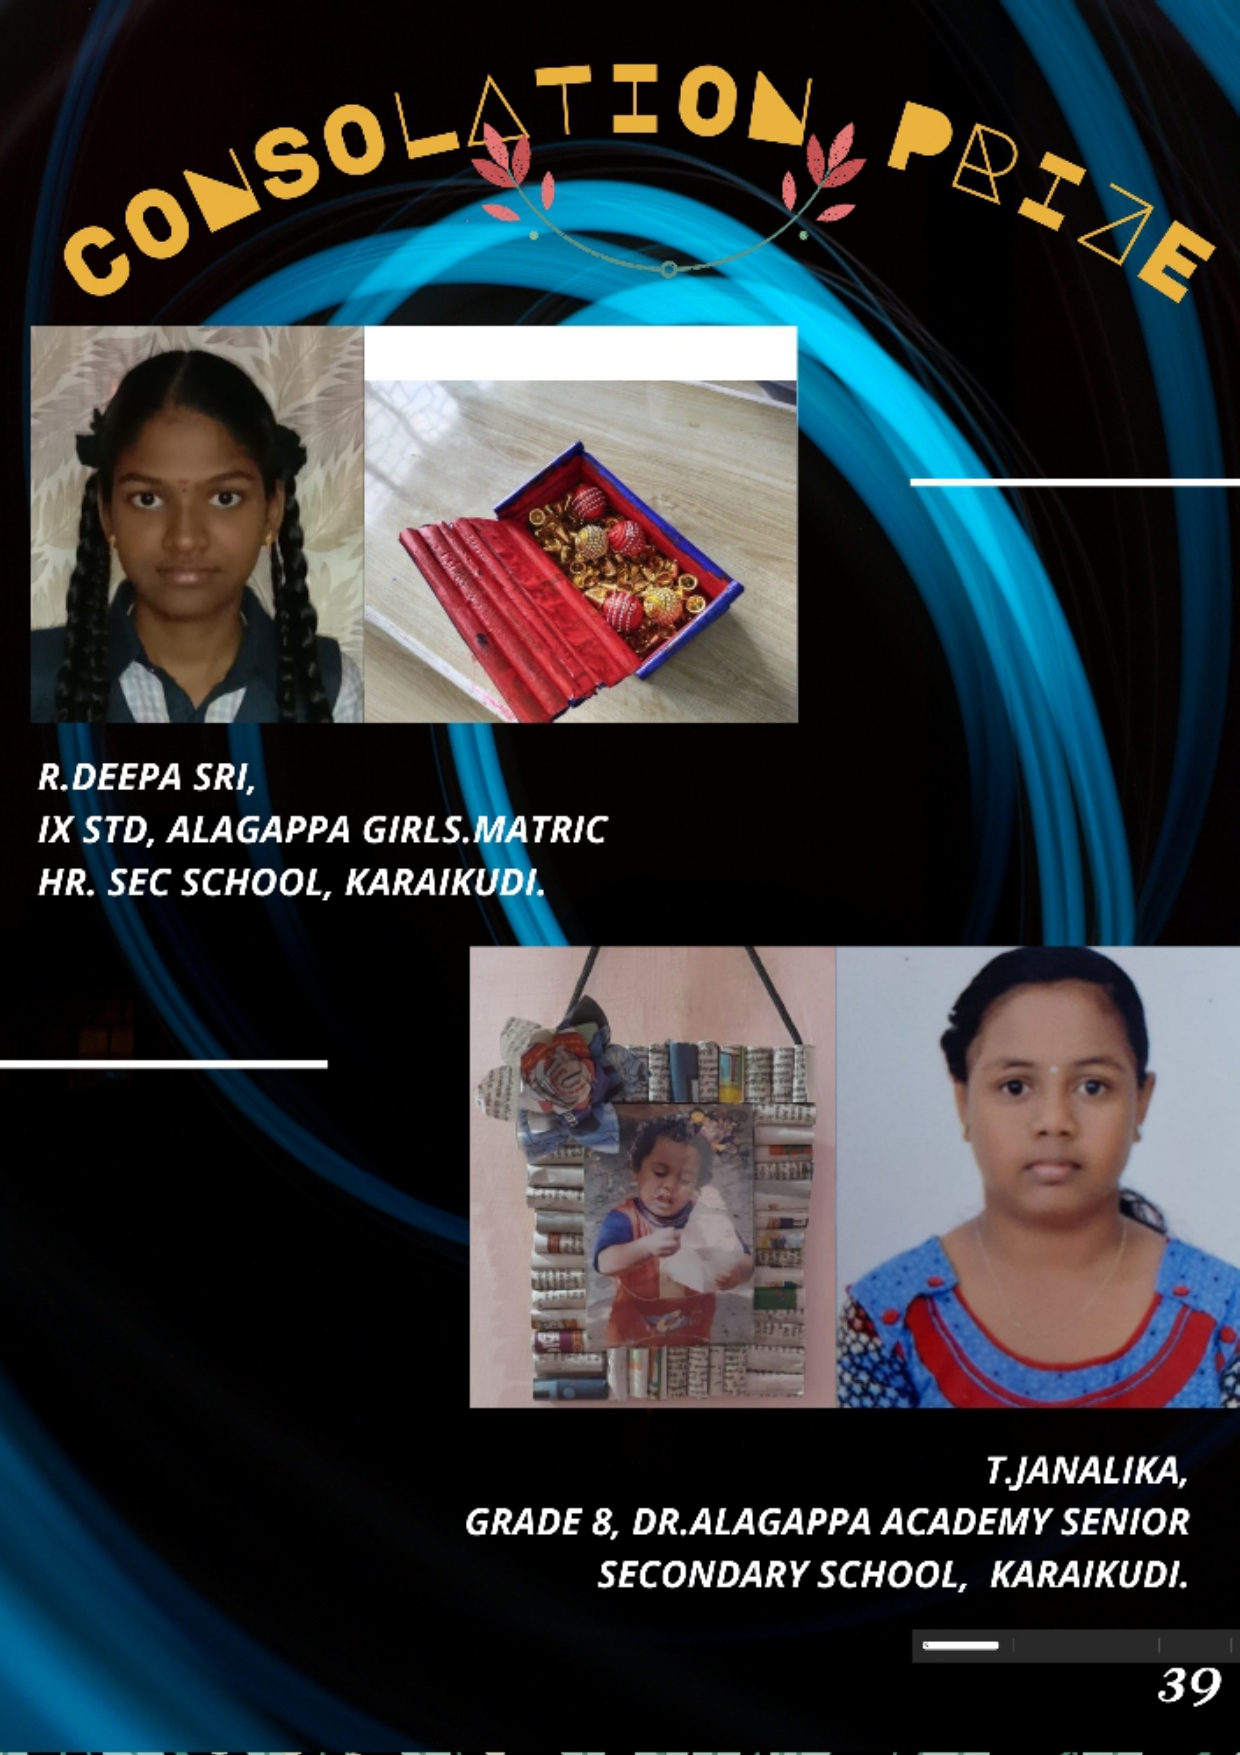 CONSOLATION PRIZE
R.DEEPA SRI,
IX STD, ALAGAPPA GIRLS.MATRIC
HR. SEC SCHOOL, KARAIKUDI.
T.JANALIKA,
GRADE 8, DR.ALAGAPPA ACADEMY SENIOR
SECONDARY SCHOOL, KARAIKUDI.
39